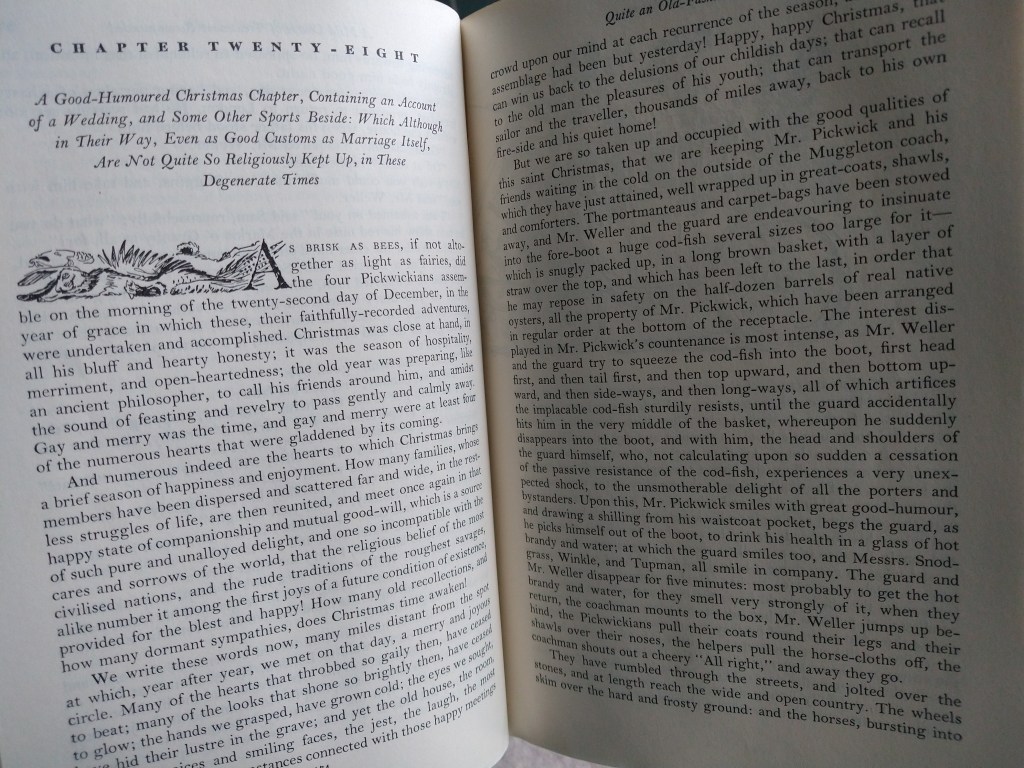 CHAPTER TWENTY-EIGHT
A Good-Humoured Christmas Chapter, Containing an Account
of a Wedding, and Some Other Sports Beside: Which Although
in Their Way, Even as Good Customs as Marriage Itself,
Are Not Quite So Religiously Kept Up, in These
Degenerate Times
AS BRISK AS BEES, if not alto-
gether as light as fairies, did
the four Pickwickians assem-
ble on the morning of the twenty-second day of December, in the
year of grace in which these, their faithfully-recorded adventures,
were undertaken and accomplished. Christmas was close at hand, in
all his bluff and hearty honesty; it was the season of hospitality,
merriment, and open-heartedness; the old year was preparing, like
an ancient philosopher, to call his friends around him, and amidst
the sound of feasting and revelry to pass gently and calmly away.
Gay and merry was the time, and gay and merry were at least four
of the numerous hearts that were gladdened by its coming.
And numerous indeed are the hearts to which Christmas brings
a brief season of happiness and enjoyment. How many families, whose
members have been dispersed and scattered far and wide, in the rest-
less struggles of life, are then reunited, and meet once again in that
happy state of companionship and mutual good-will, which is a source
of such pure and unalloyed delight, and one so incompatible with the
cares and sorrows of the world, that the religious belief of the most
civilised nations, and the rude traditions of the roughest savages,
alike number it among the first joys of a future condition of existence,
provided for the blest and happy! How many old recollections, and
how many dormant sympathies, does Christmas time awaken!
We write these words now, many miles distant from the spot
at which, year after year, we met on that day, a merry and joyous
circle. Many of the hearts that throbbed so gaily then, have ceased
to beat; many of the looks that shone so brightly then, have ceased
to glow; the hands we grasped, have grown cold; the eyes we sought,
have hid their lustre in the grave; and yet the old house, the room,
voices and smiling faces, the jest, the laugh, the most
connected with those happy meetings
Quite an
crowd upon our mind at each recurrence of the season,
assemblage had been but yesterday! Happy, happy Christmas, that
can win us back to the delusions of our childish days; that can recall
to the old man the pleasures of his youth; that can transport the
sailor and the traveller, thousands of miles away, back to his own
fire-side and his quiet home!
But we are so taken up and occupied with the good qualities of
this saint Christmas, that we are keeping Mr. Pickwick and his
friends waiting in the cold on the outside of the Muggleton coach,
which they have just attained, well wrapped up in great-coats, shawls,
and comforters. The portmanteaus and carpet-bags have been stowed
away, and Mr. Weller and the guard are endeavouring to insinuate
into the fore-boot a huge cod-fish several sizes too large for it—
which is snugly packed up, in a long brown basket, with a layer of
straw over the top, and which has been left to the last, in order that
he may repose in safety on the half-dozen barrels of real native
oysters, all the property of Mr. Pickwick, which have been arranged
in regular order at the bottom of the receptacle. The interest dis-
played in Mr. Pickwick's countenance is most intense, as Mr. Weller
and the guard try to squeeze the cod-fish into the boot, first head
first, and then tail first, and then top upward, and then bottom up-
ward, and then side-ways, and then long-ways, all of which artifices
the implacable cod-fish sturdily resists, until the guard accidentally
hits him in the very middle of the basket, whereupon he suddenly
disappears into the boot, and with him, the head and shoulders of
the guard himself, who, not calculating upon so sudden a cessation
of the passive resistance of the cod-fish, experiences a very unex-
pected shock, to the unsmotherable delight of all the porters and
bystanders. Upon this, Mr. Pickwick smiles with great good-humour,
and drawing a shilling from his waistcoat pocket, begs the guard, as
he picks himself out of the boot, to drink his health in a glass of hot
brandy and water; at which the guard smiles too, and Messrs. Snod-
grass, Winkle, and Tupman, all smile in company. The guard and
Mr. Weller disappear for five minutes: most probably to get the hot
brandy and water, for they smell very strongly of it, when they
return, the coachman mounts to the box, Mr. Weller jumps up be-
hind, the Pickwickians pull their coats round their legs and their
shawls over their noses, the helpers pull the horse-cloths off, the
coachman shouts out a cheery "All right," and away they go.
They have rumbled through the streets, and jolted over the
stones, and at length reach the wide and open country. The wheels
skim over the hard and frosty ground: and the horses, bursting into